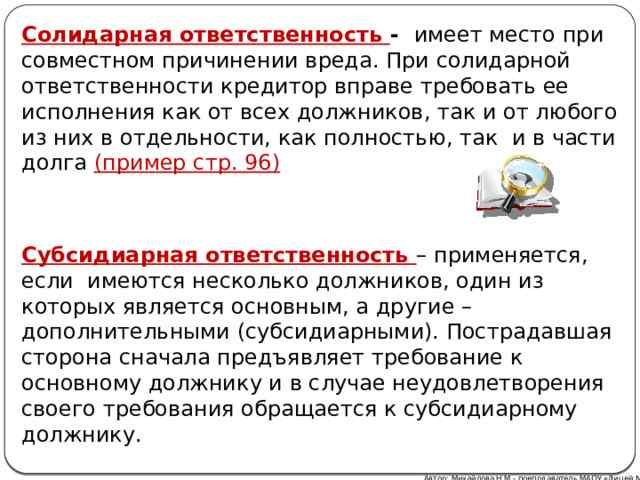 Солидарная ответственность - имеет место при
совместном причинении вреда. При солидарной
ответственности кредитор вправе требовать ее
исполнения как от всех должников, так и от любого
из них в отдельности, как полностью, так и в части
долга (пример стр. 96)
Субсидиарная ответственность – применяется,
если имеются несколько должников, один из
которых является основным, а другие –
дополнительными (субсидиарными). Пострадавшая
сторона сначала предъявляет требование к
основному должнику и в случае неудовлетворения
своего требования обращается к субсидиарному
должнику.
Автор: Михайлова Н.М - преподаватель МАОУ «Лицей